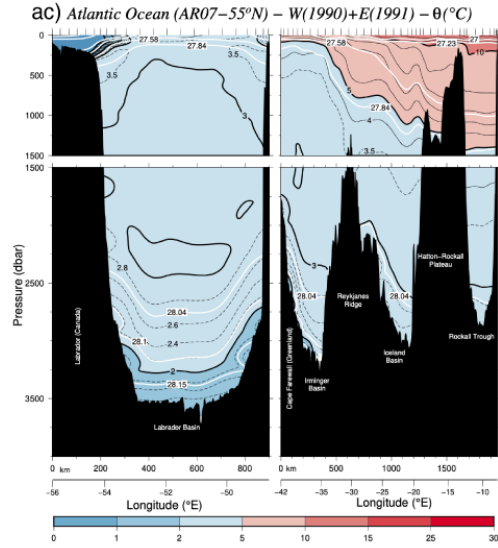 ac) Atlantic Ocean (AR07−55°N) − W(1990)+E(1991) − θ(°C)
0
500
1000
1500
27.58
27.84
3.5
3
27.58
27.23
27
10
5
27.84
4
3.5
Pressure (dbar)
1500
2500
3500
2.8
28.04
2.6
2.4
28.1
2
28.15
Labrador (Canada)
Labrador Basin
3
28.04
28.04
Cape Farewell (Greenland)
Irminger Basin
Reykjanes Ridge
Iceland Basin
Hatton−Rockall Plateau
Rockall Trough
0 km 200 400 600 800
−56 −54 −52 −50
Longitude (°E)
0 km 500 1000 1500
−42 −35 −30 −25 −20 −15 −10
Longitude (°E)
0 1 2 5 10 15 25 30